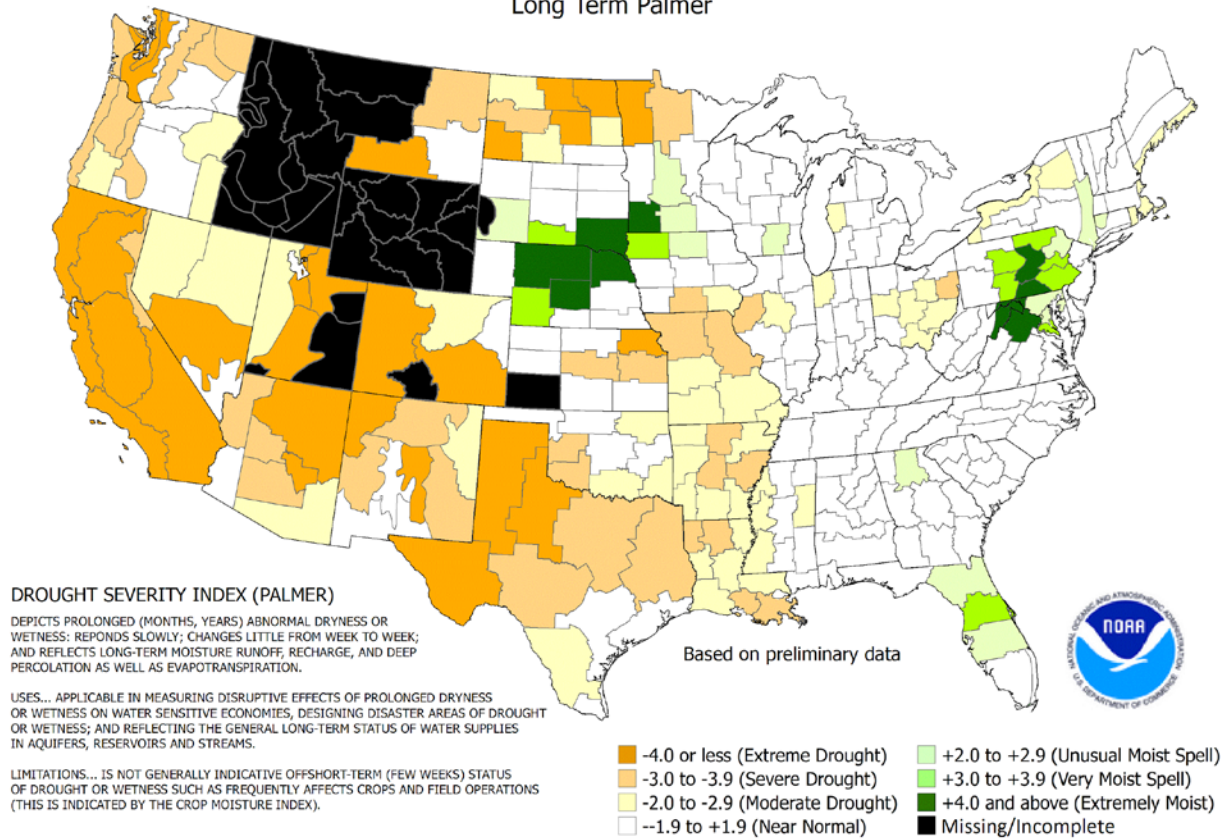 Long Term Palmer
DROUGHT SEVERITY INDEX (PALMER)
DEPICTS PROLONGED (MONTHS, YEARS) ABNORMAL DRYNESS OR
WETNESS: REPONDS SLOWLY; CHANGES LITTLE FROM WEEK TO WEEK;
AND REFLECTS LONG-TERM MOISTURE RUNOFF, RECHARGE, AND DEEP
PERCOLATION AS WELL AS EVAPOTRANSPIRATION.
USES... APPLICABLE IN MEASURING DISRUPTIVE EFFECTS OF PROLONGED DRYNESS
OR WETNESS ON WATER SENSITIVE ECONOMIES, DESIGNING DISASTER AREAS OF DROUGHT
OR WETNESS; AND REFLECTING THE GENERAL LONG-TERM STATUS OF WATER SUPPLIES
IN AQUIFERS, RESERVOIRS AND STREAMS.
LIMITATIONS... IS NOT GENERALLY INDICATIVE OFFSHORT-TERM (FEW WEEKS) STATUS
OF DROUGHT OR WETNESS SUCH AS FREQUENTLY AFFECTS CROPS AND FIELD OPERATIONS
(THIS IS INDICATED BY THE CROP MOISTURE INDEX).
Based on preliminary data
NATIONAL OCEANIC AND ATMOSPHERIC ADMINISTRATION
NOAA
U.S. DEPARTMENT OF COMMERCE
-4.0 or less (Extreme Drought)
-3.0 to -3.9 (Severe Drought)
-2.0 to -2.9 (Moderate Drought)
--1.9 to +1.9 (Near Normal)
+2.0 to +2.9 (Unusual Moist Spell)
+3.0 to +3.9 (Very Moist Spell)
+4.0 and above (Extremely Moist)
Missing/Incomplete